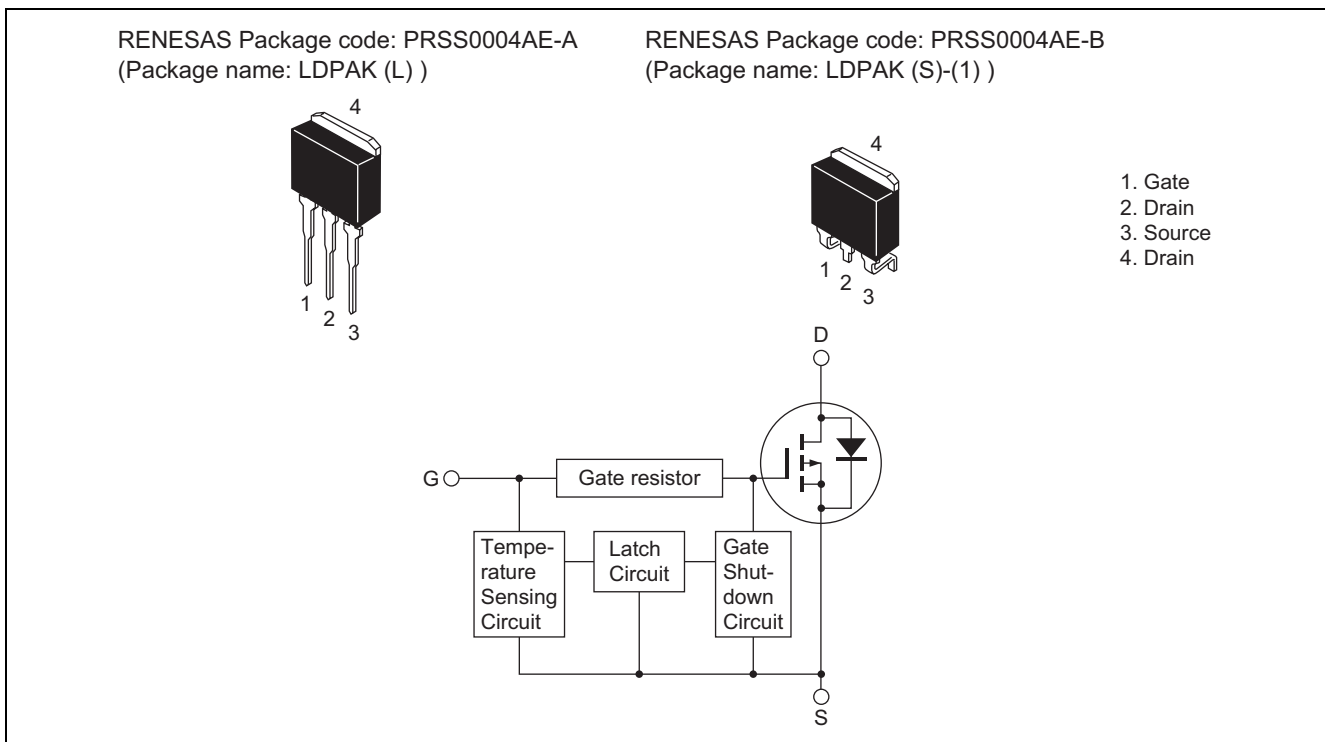 RENESAS Package code: PRSS0004AE-A
(Package name: LDPAK (L) )
RENESAS Package code: PRSS0004AE-B
(Package name: LDPAK (S)-(1) )
4
1
2
3
4
1
2
3
1. Gate
2. Drain
3. Source
4. Drain
D
G
Gate resistor
Tempe-
rature
Sensing
Circuit
Latch
Circuit
Gate
Shut-
down
Circuit
S